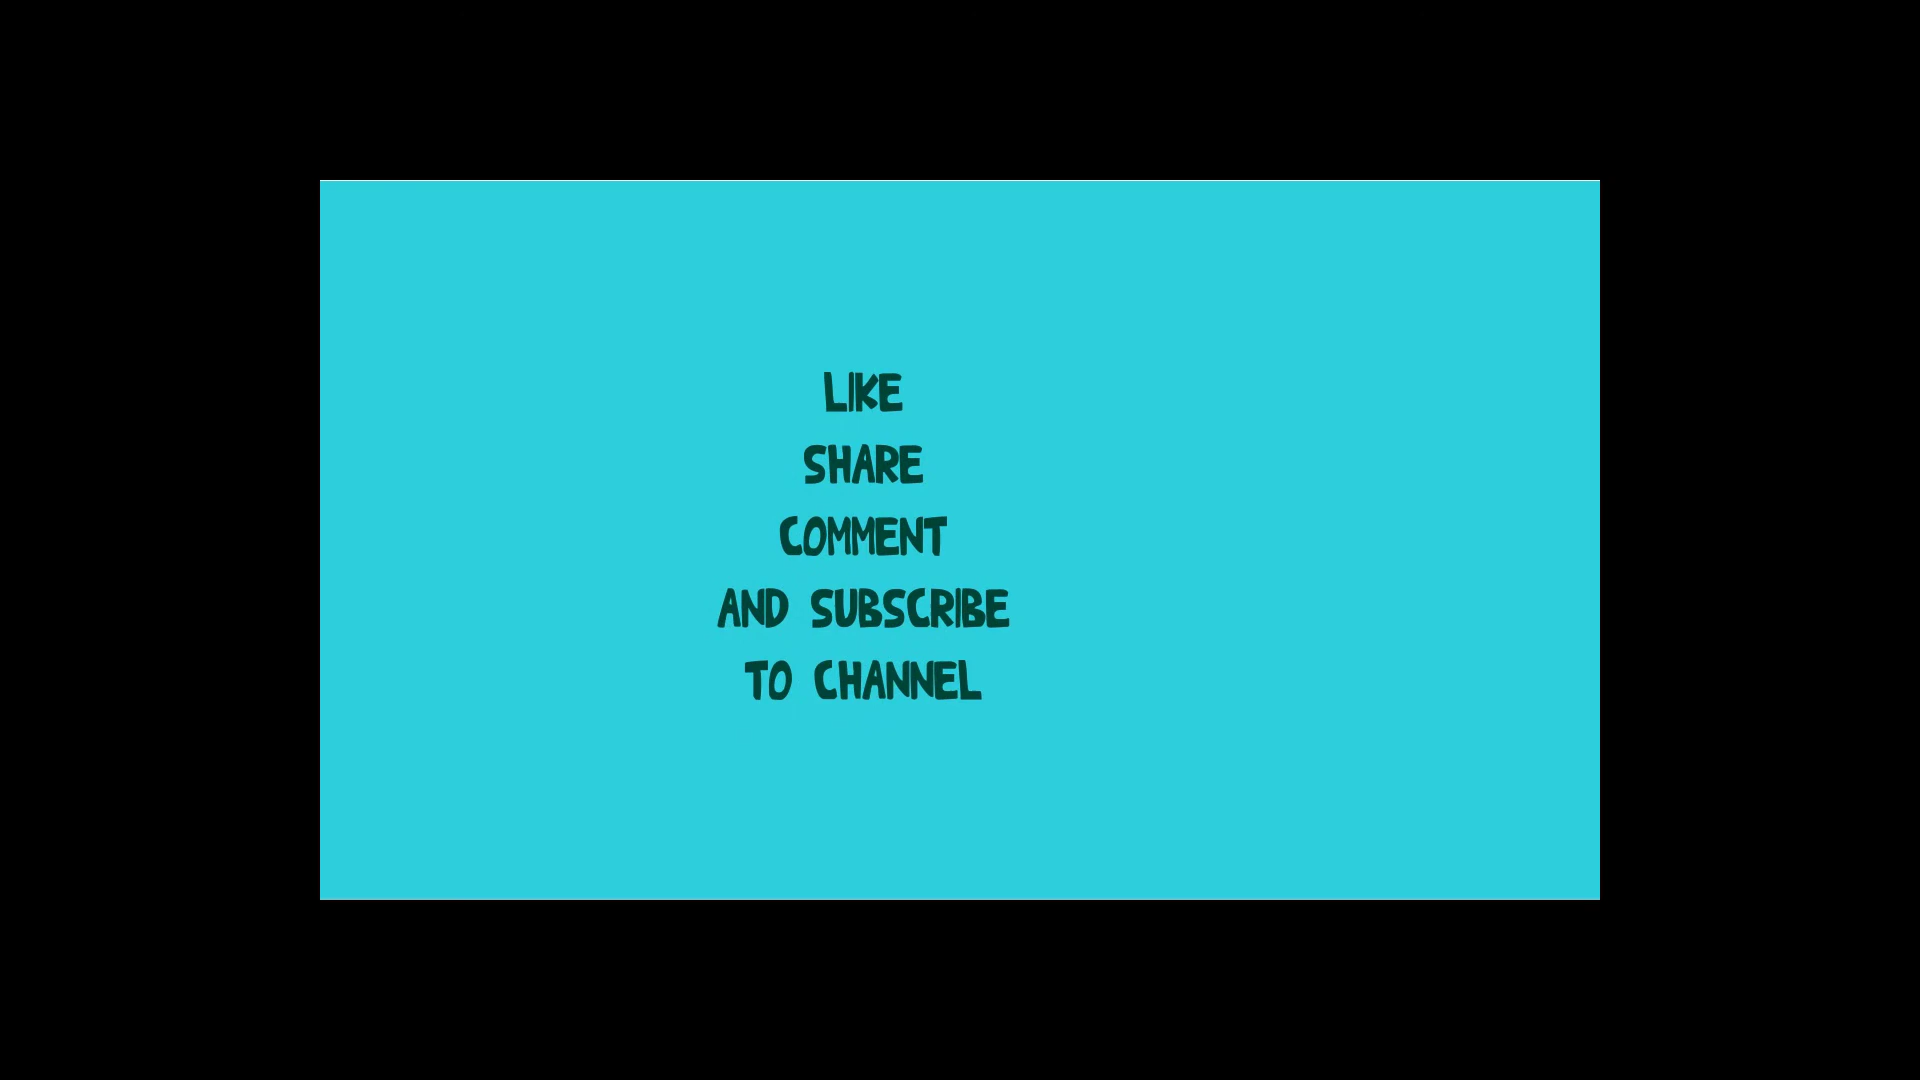 LIKE
SHARE
COMMENT
AND SUBSCRIBE
TO CHANNEL